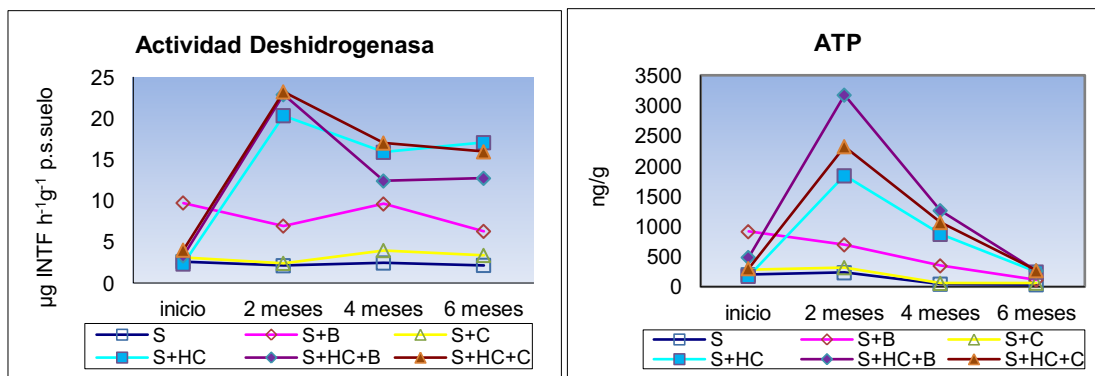 Actividad Deshidrogenasa
µg INTF h⁻¹g⁻¹ p.s.suelo
25
20
15
10
5
0
inicio 2 meses 4 meses 6 meses
S S+B S+C
S+HC S+HC+B S+HC+C
ATP
ng/g
3500
3000
2500
2000
1500
1000
500
0
inicio 2 meses 4 meses 6 meses
S S+B S+C
S+HC S+HC+B S+HC+C